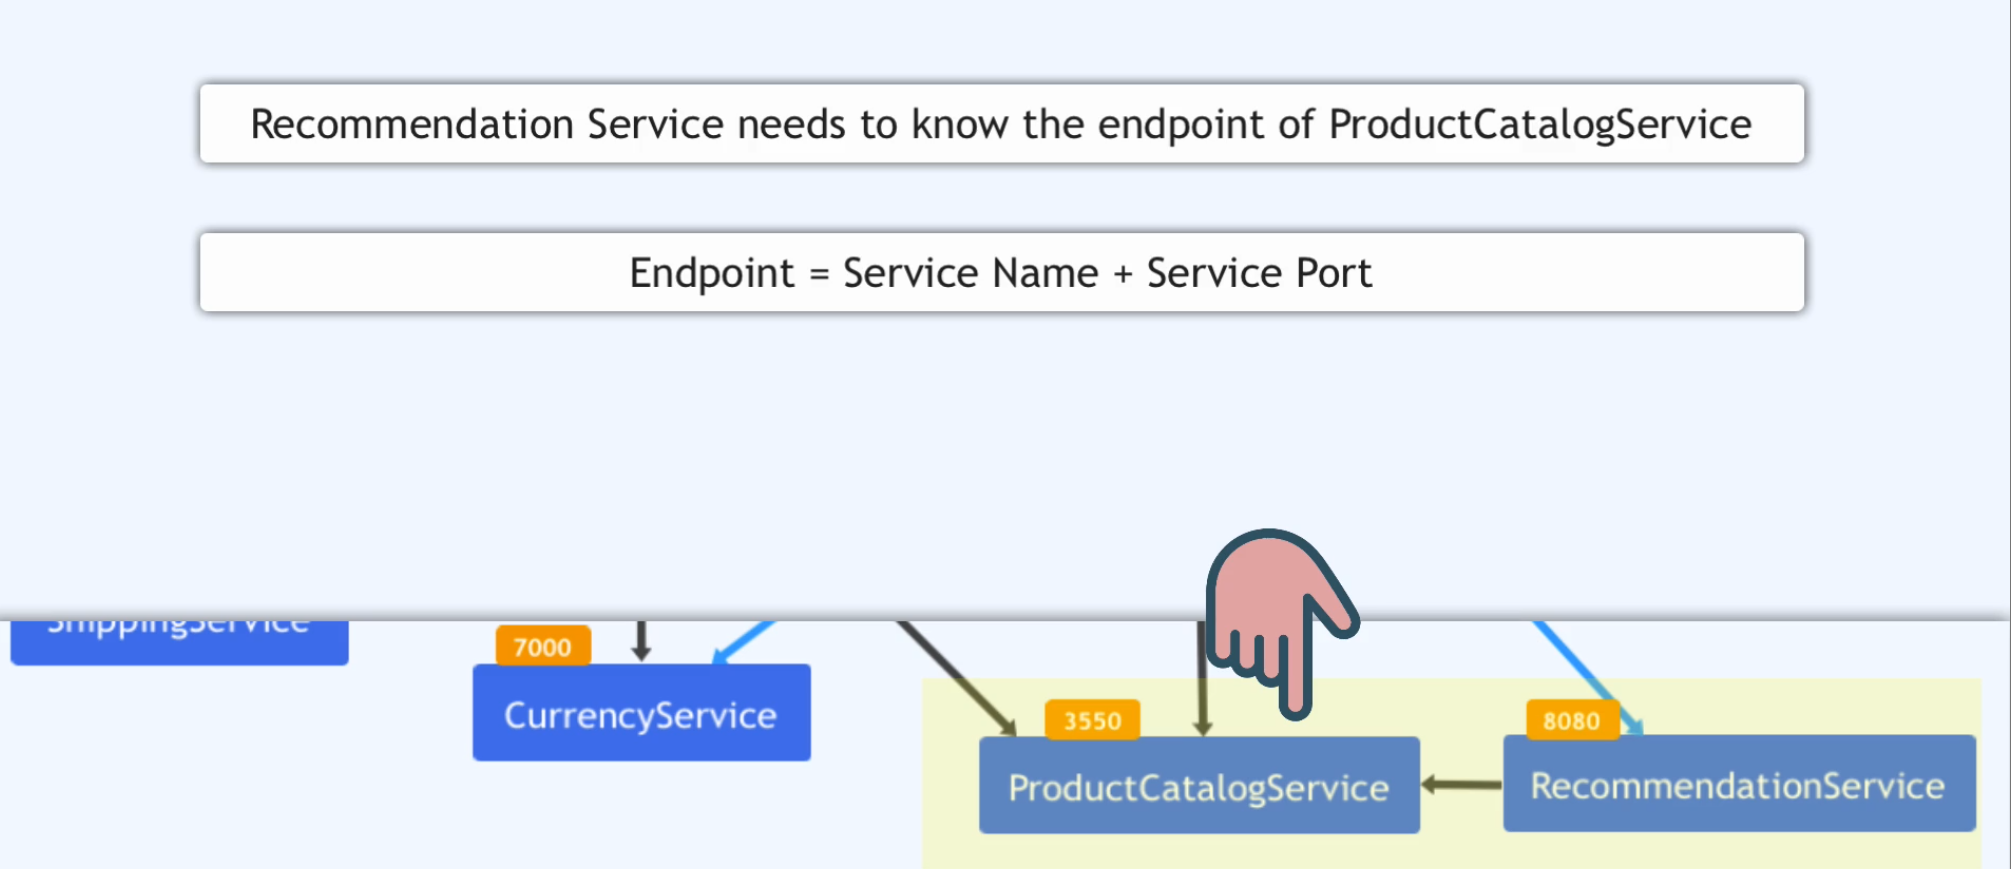 Recommendation Service needs to know the endpoint of ProductCatalogService
Endpoint = Service Name + Service Port
ShippingService
7000
CurrencyService
3550
ProductCatalogService
8080
RecommendationService